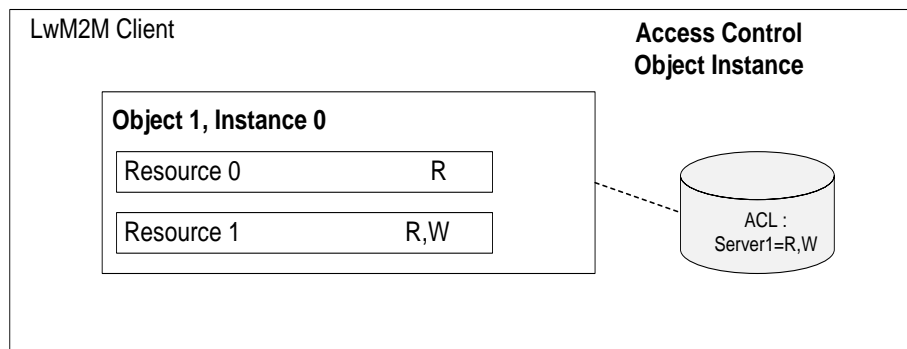 LwM2M Client
Access Control
Object Instance
Object 1, Instance 0
Resource 0 R
Resource 1 R,W
ACL :
Server1=R,W